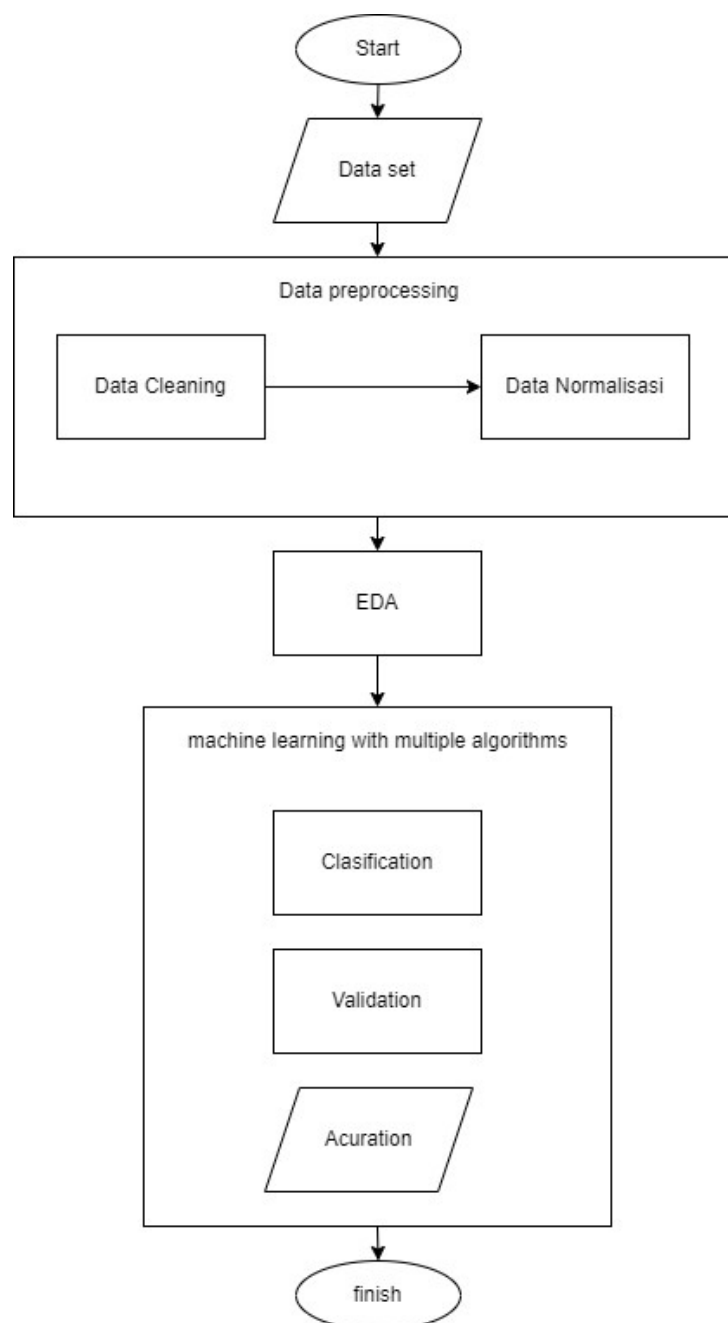 Start
Data set
Data preprocessing
Data Cleaning
Data Normalisasi
EDA
machine learning with multiple algorithms
Clasification
Validation
Acuration
finish